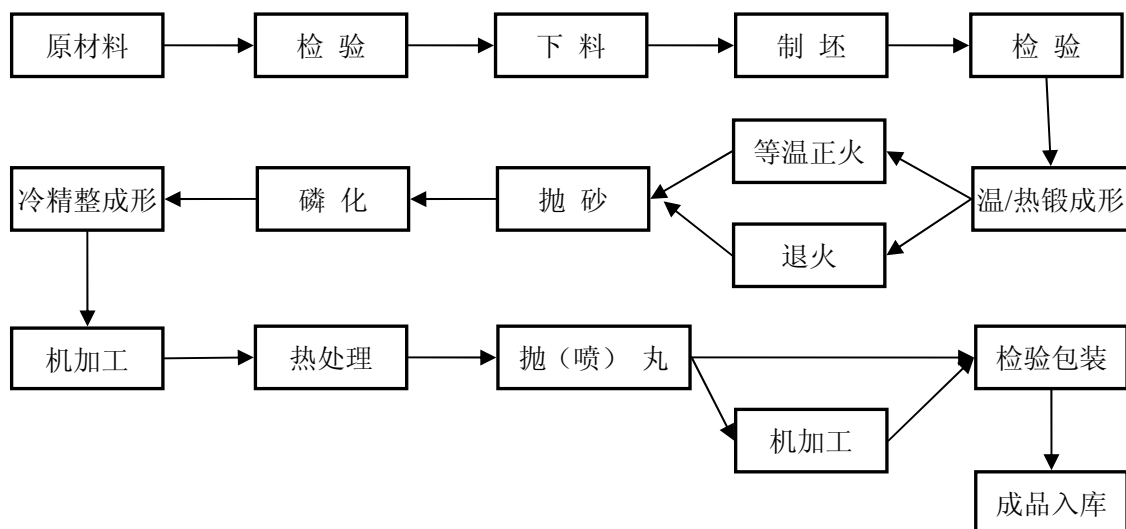 原材料
检 验
下 料
制 坯
检 验
温/热锻成形
等温正火
退火
抛 砂
磷 化
冷精整成形
机加工
热处理
抛（喷） 丸
机加工
检验包装
成品入库